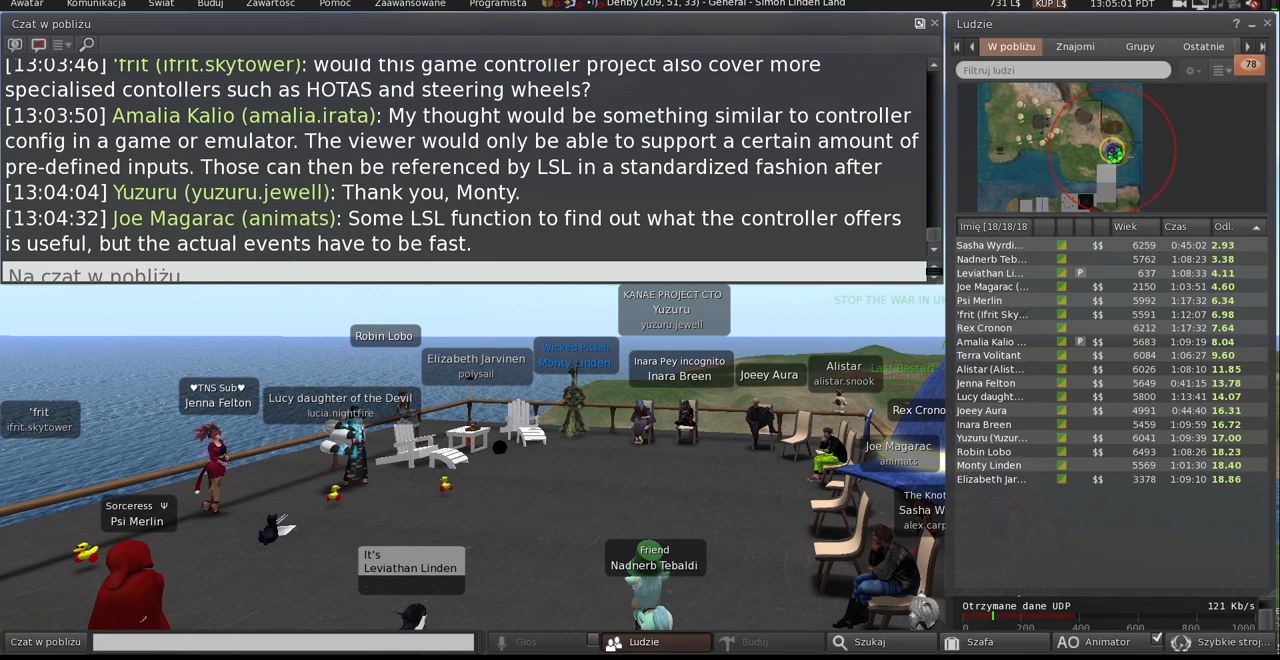 Awatar Komunikacja Świat Buduj Zawartość Pomoc Zaawansowane Programista Denby (209, 51, 33) - General - Simon Linden Land 731 L$ KUP L$ 13:05:01 PDT
Czat w pobliżu
[13:03:46] 'frit (ifrit.skytower): would this game controller project also cover more
specialised contollers such as HOTAS and steering wheels?
[13:03:50] Amalia Kalio (amalia.irata): My thought would be something similar to controller
config in a game or emulator. The viewer would only be able to support a certain amount of
pre-defined inputs. Those can then be referenced by LSL in a standardized fashion after
[13:04:04] Yuzuru (yuzuru.jewell): Thank you, Monty.
[13:04:32] Joe Magarac (animats): Some LSL function to find out what the controller offers
is useful, but the actual events have to be fast.
Na czat w pobliżu
KANAE PROJECT CTO
Yuzuru
yuzuru.jewell
STOP THE WAR IN UK
Robin Lobo
Wicked Pissah
Monty Linden
Elizabeth Jarvinen
polysail
Inara Pey incognito
Inara Breen
Joeey Aura
Alistar
alistar.snook
Last Restart:
♥TNS Sub♥
Jenna Felton
Lucy daughter of the Devil
lucia.nightfire
'frit
ifrit.skytower
Rex Crono
Joe Magarac
animats
Sorceress Ψ
Psi Merlin
The Knot
Sasha W
alex.carp
It's
Leviathan Linden
.
Friend
Nadnerb Tebaldi
Ludzie
? _ ×
W pobliżu Znajomi Grupy Ostatnie
78
Filtruj ludzi
Imię [18/18/18 Wiek Czas Odl.
Sasha Wyrdi... $$ 6259 0:45:02 2.93
Nadnerb Teb... 5762 1:08:23 3.38
Leviathan Li... P 637 1:08:33 4.11
Joe Magarac (... $$ 2150 1:03:51 4.60
Psi Merlin $$ 5992 1:17:32 6.34
'frit (Ifrit Sky... $$ 5591 1:12:07 6.98
Rex Cronon 6212 1:17:32 7.64
Amalia Kalio ... P $$ 5683 1:09:19 8.04
Terra Volitant $$ 6084 1:06:27 9.60
Alistar (Alist... $$ 6026 1:08:10 11.85
Jenna Felton $$ 5649 0:41:15 13.78
Lucy daught... $$ 5800 1:13:41 14.07
Joeey Aura $$ 4991 0:44:40 16.31
Inara Breen 5459 1:09:59 16.72
Yuzuru (Yuzur... $$ 6041 1:09:39 17.00
Robin Lobo $$ 6493 1:08:26 18.23
Monty Linden 5569 1:01:30 18.40
Elizabeth Jar... $$ 3378 1:09:10 18.86
Otrzymane dane UDP 121 Kb/s
0 200 400 600 800 1000
Czat w pobliżu Głos Ludzie Buduj Szukaj Szafa AO Animator Szybkie stroj...